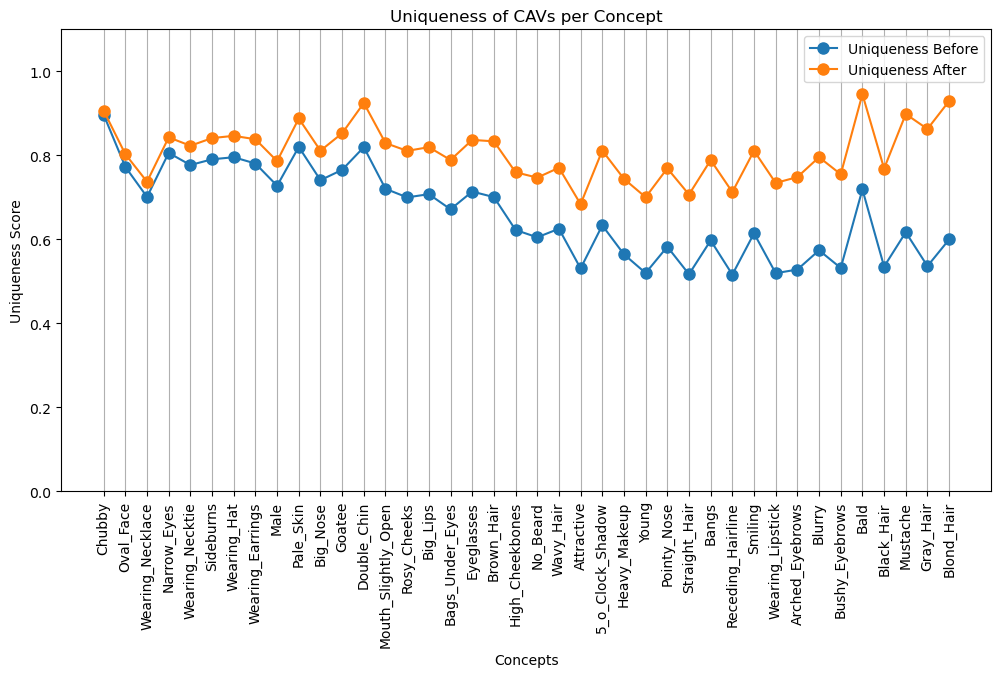 Uniqueness of CAVs per Concept
Uniqueness Before
Uniqueness After
Uniqueness Score
1.0
0.8
0.6
0.4
0.2
0.0
Chubby
Oval_Face
Wearing_Necklace
Narrow_Eyes
Wearing_Necktie
Sideburns
Wearing_Hat
Wearing_Earrings
Male
Pale_Skin
Big_Nose
Goatee
Double_Chin
Mouth_Slightly_Open
Rosy_Cheeks
Big_Lips
Bags_Under_Eyes
Eyeglasses
Brown_Hair
High_Cheekbones
No_Beard
Wavy_Hair
Attractive
5_o_Clock_Shadow
Heavy_Makeup
Young
Pointy_Nose
Straight_Hair
Bangs
Receding_Hairline
Smiling
Wearing_Lipstick
Arched_Eyebrows
Blurry
Bushy_Eyebrows
Bald
Black_Hair
Mustache
Gray_Hair
Blond_Hair
Concepts